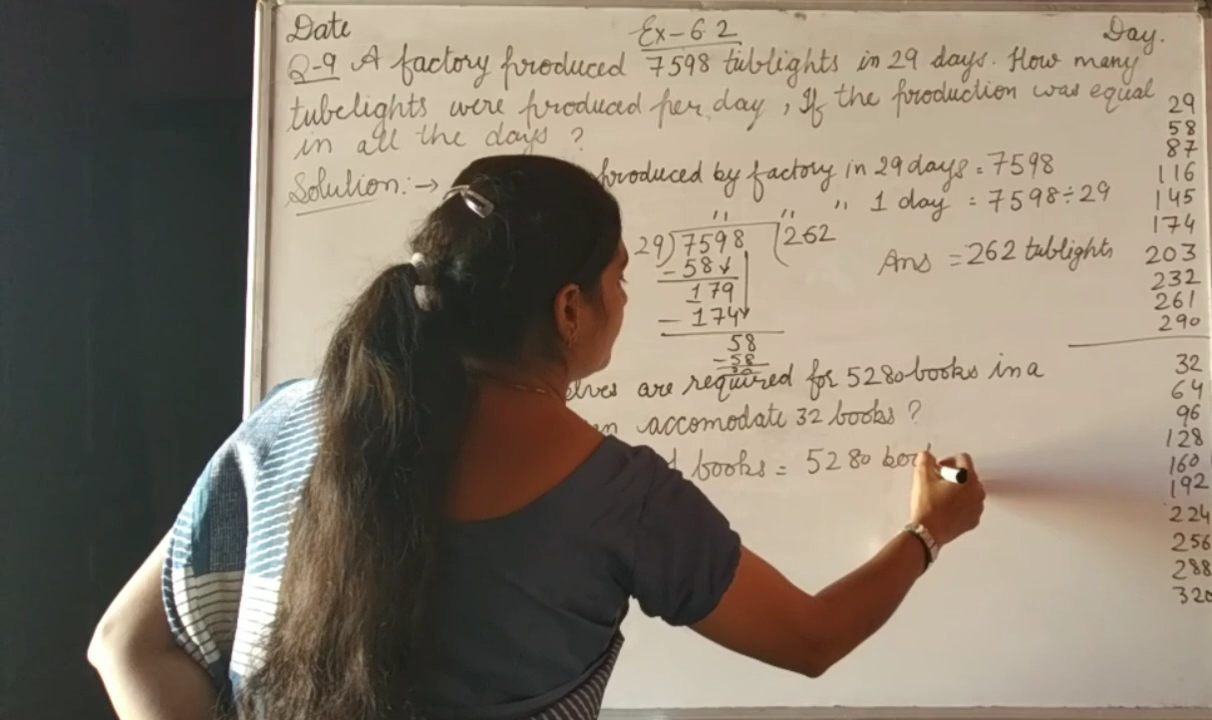 Date Ex-6.2 Day.
Q-9 A factory produced 7598 tublights in 29 days. How many
tubelights were produced per day, If the production was equal
in all the days ?
Solution:→ produced by factory in 29 days = 7598
" " " 1 day = 7598÷29
29)7598(262
-58↓
179
-174↓
58
-58
00
Ans = 262 tublights
are required for 5280 books in a
accomodate 32 books ?
books = 5280
29
58
87
116
145
174
203
232
261
290
32
64
96
128
160
192
224
256
288
320